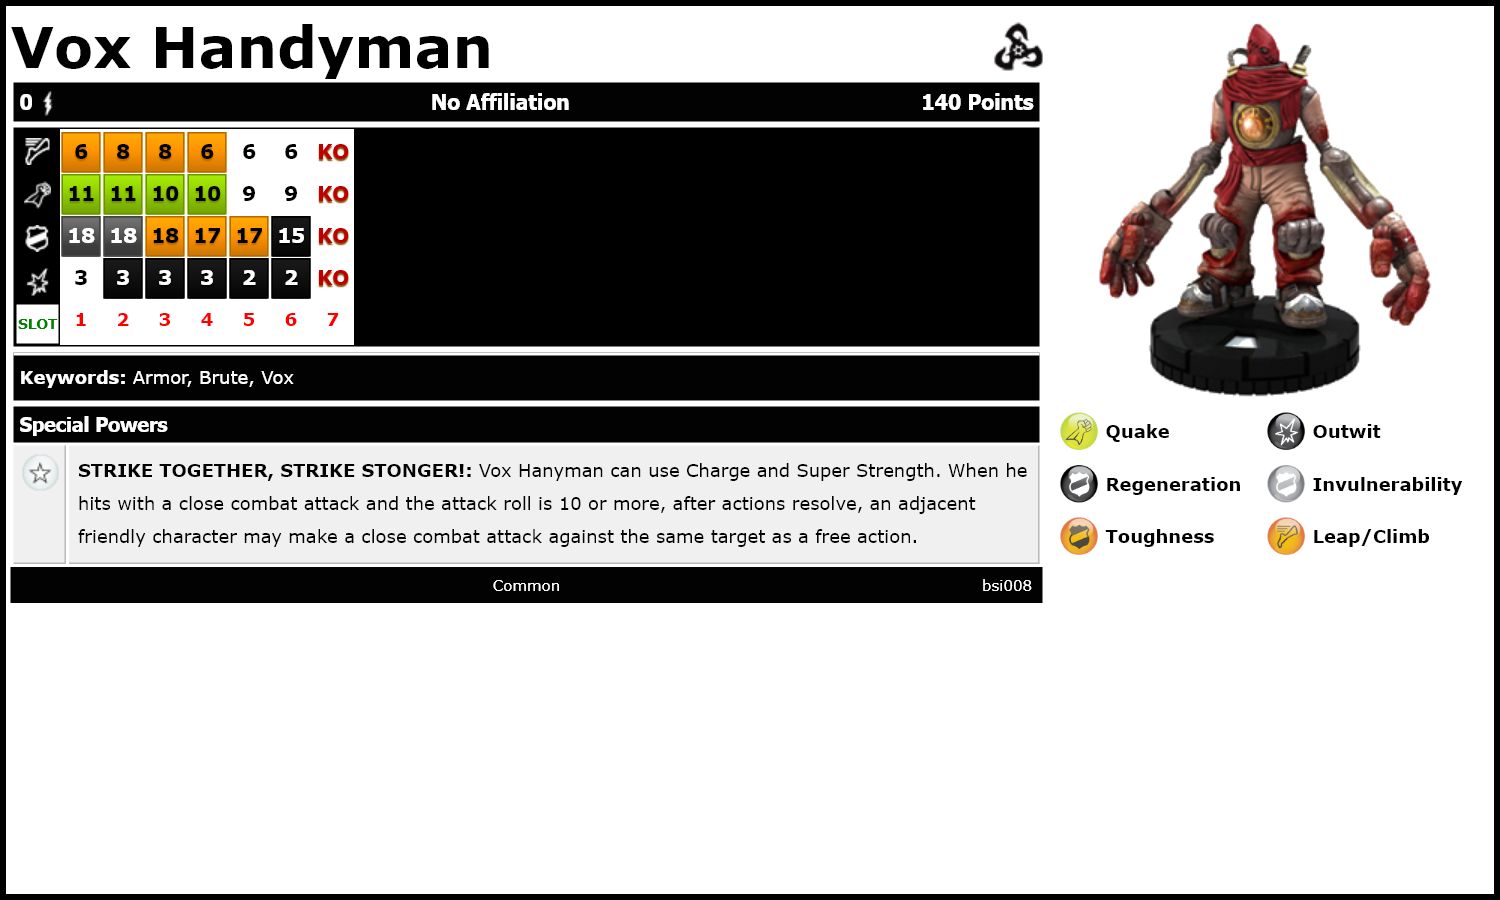 Vox Handyman
0 No Affiliation 140 Points
6 8 8 6 6 6 KO
11 11 10 10 9 9 KO
18 18 18 17 17 15 KO
3 3 3 3 2 2 KO
SLOT 1 2 3 4 5 6 7
Keywords: Armor, Brute, Vox
Special Powers
STRIKE TOGETHER, STRIKE STONGER!: Vox Hanyman can use Charge and Super Strength. When he
hits with a close combat attack and the attack roll is 10 or more, after actions resolve, an adjacent
friendly character may make a close combat attack against the same target as a free action.
Common bsi008
Quake Outwit
Regeneration Invulnerability
Toughness Leap/Climb